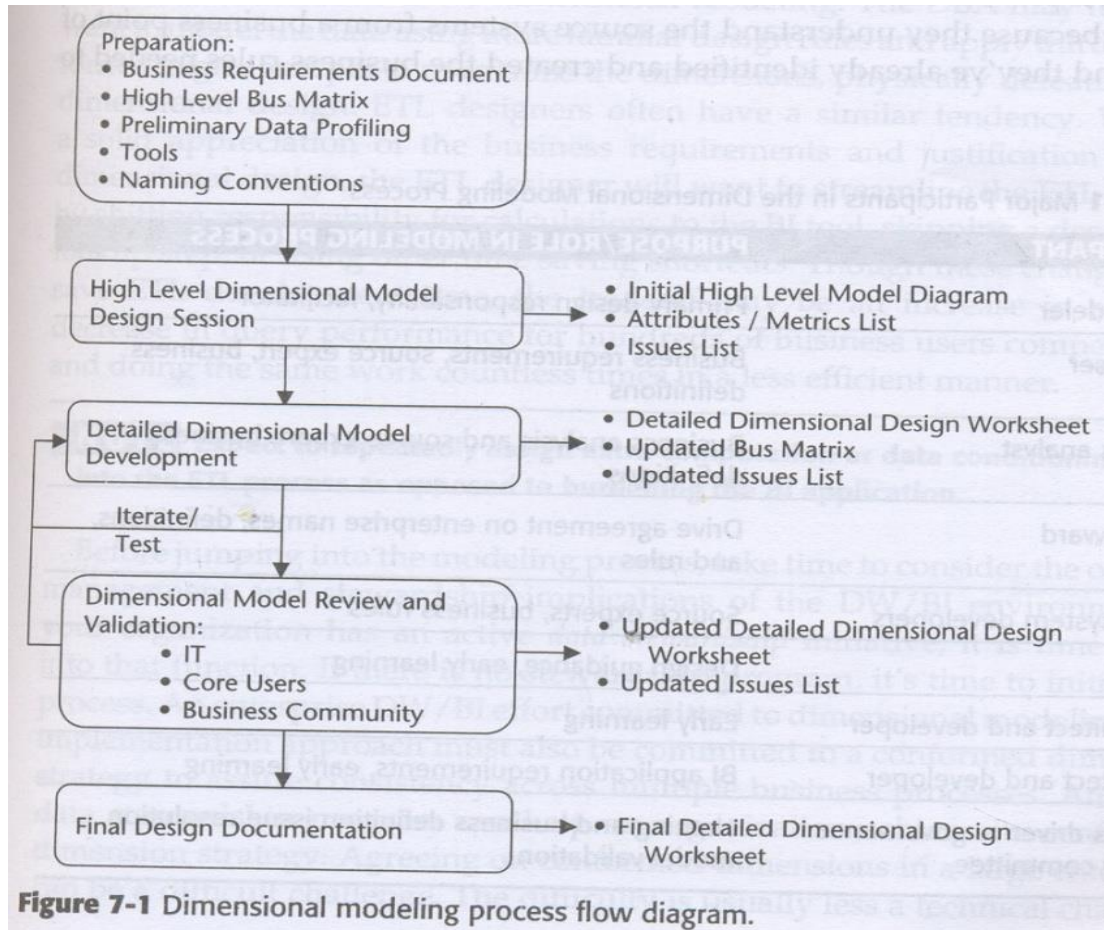 Preparation:
• Business Requirements Document
• High Level Bus Matrix
• Preliminary Data Profiling
• Tools
• Naming Conventions
High Level Dimensional Model
Design Session
• Initial High Level Model Diagram
• Attributes / Metrics List
• Issues List
Detailed Dimensional Model
Development
• Detailed Dimensional Design Worksheet
• Updated Bus Matrix
• Updated Issues List
Iterate/
Test
Dimensional Model Review and
Validation:
• IT
• Core Users
• Business Community
• Updated Detailed Dimensional Design
Worksheet
• Updated Issues List
Final Design Documentation
• Final Detailed Dimensional Design
Worksheet
Figure 7-1 Dimensional modeling process flow diagram.